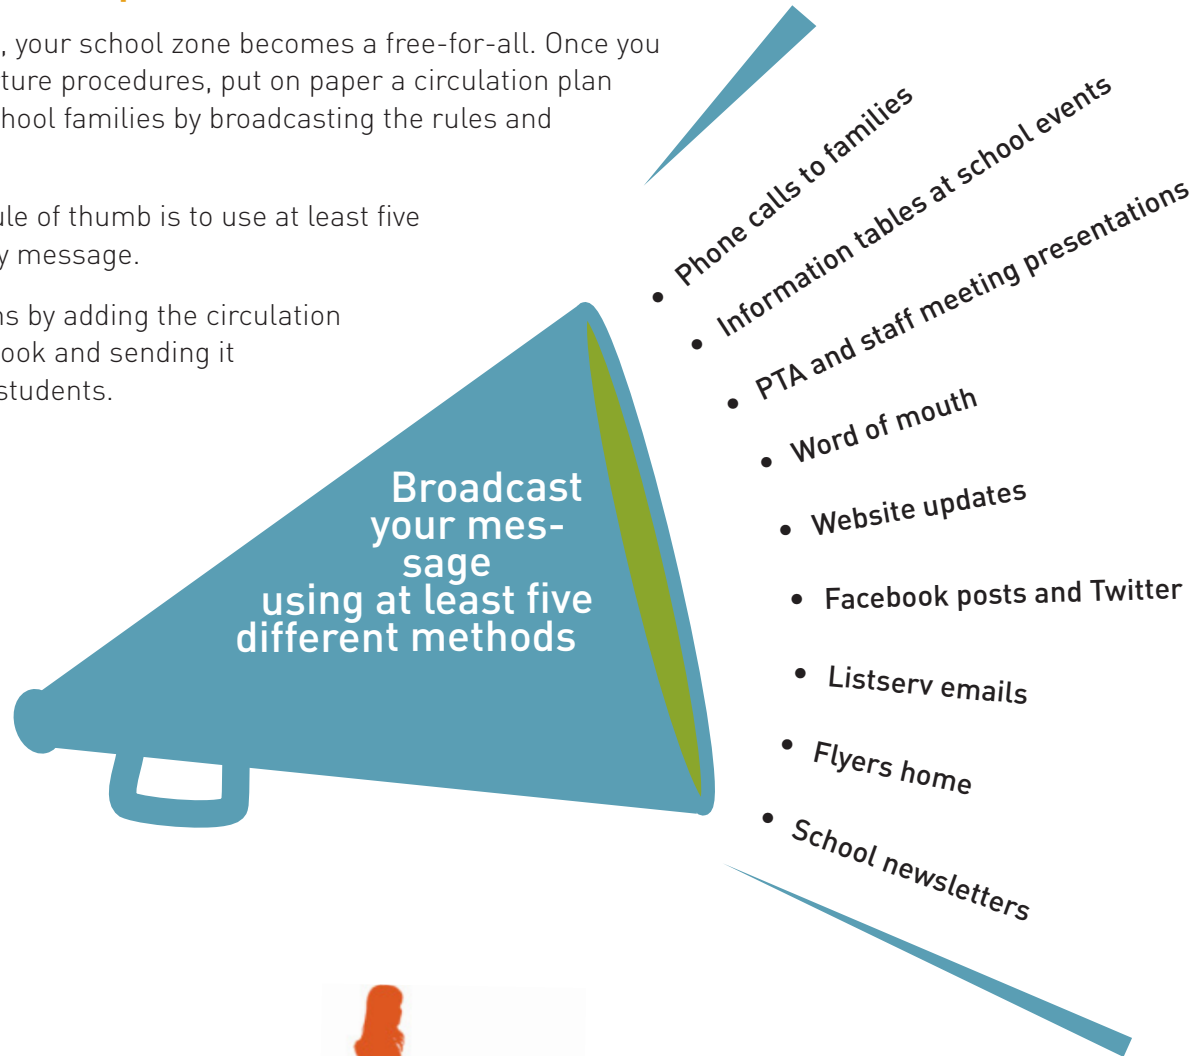 , your school zone becomes a free-for-all. Once you
ture procedures, put on paper a circulation plan
hool families by broadcasting the rules and
ule of thumb is to use at least five
y message.
ns by adding the circulation
ook and sending it
students.
Broadcast
your mes-
sage
using at least five
different methods
• Phone calls to families
• Information tables at school events
• PTA and staff meeting presentations
• Word of mouth
• Website updates
• Facebook posts and Twitter
• Listserv emails
• Flyers home
• School newsletters